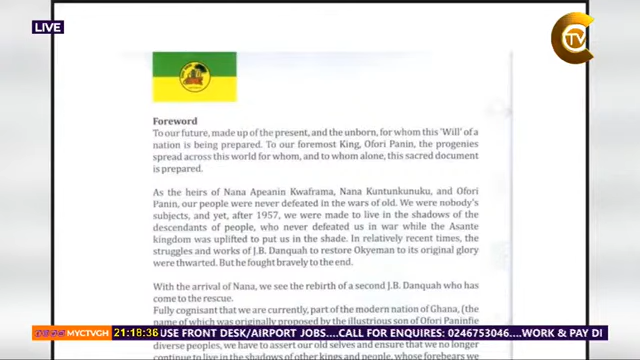 LIVE
C TV
Foreword
To our future, made up of the present, and the unborn, for whom this 'Will' of a
nation is being prepared. To our foremost King, Ofori Panin, the progenies
spread across this world for whom, and to whom alone, this sacred document
is prepared.
As the heirs of Nana Apeanin Kwaframa, Nana Kuntunkunuku, and Ofori
Panin, our people were never defeated in the wars of old. We were nobody's
subjects, and yet, after 1957, we were made to live in the shadows of the
descendants of people, who never defeated us in war while the Asante
kingdom was uplifted to put us in the shade. In relatively recent times, the
struggles and works of J.B. Danquah to restore Okyeman to its original glory
were thwarted. But he fought bravely to the end.
With the arrival of Nana, we see the rebirth of a second J.B. Danquah who has
come to the rescue.
Fully cognisant that we are currently, part of the modern nation of Ghana, (the
name of which was originally proposed by the illustrious son of Ofori Paninfie
diverse peoples, we have to assert our old selves and ensure that we no longer
continue to live in the shadows of other kings and people, whose forebears we
MYCTVGH 21:18:36 USE FRONT DESK/AIRPORT JOBS....CALL FOR ENQUIRES: 0246753046....WORK & PAY DI